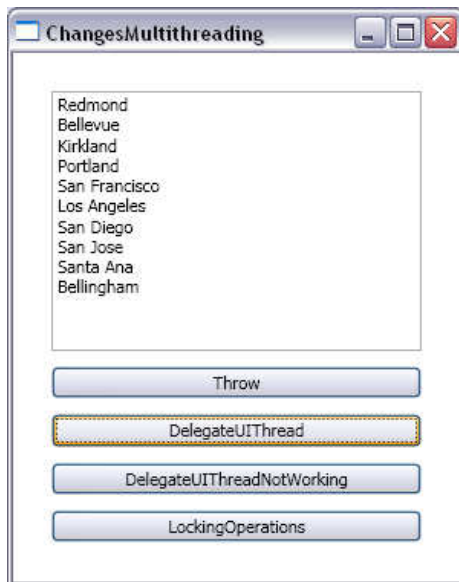 ChangesMultithreading
Redmond
Bellevue
Kirkland
Portland
San Francisco
Los Angeles
San Diego
San Jose
Santa Ana
Bellingham
Throw
DelegateUIThread
DelegateUIThreadNotWorking
LockingOperations